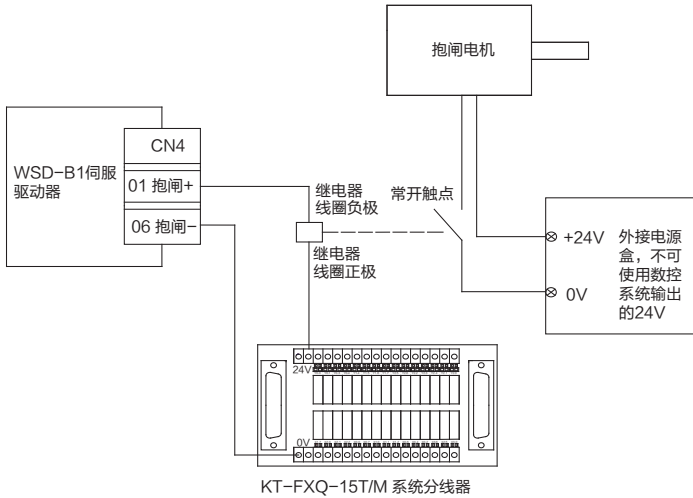 抱闸电机
CN4
WSD-B1伺服
驱动器
01 抱闸+
06 抱闸-
继电器
线圈负极
常开触点
继电器
线圈正极
+24V
0V
外接电源
盒，不可
使用数控
系统输出
的24V
24V
0V
KT-FXQ-15T/M 系统分线器